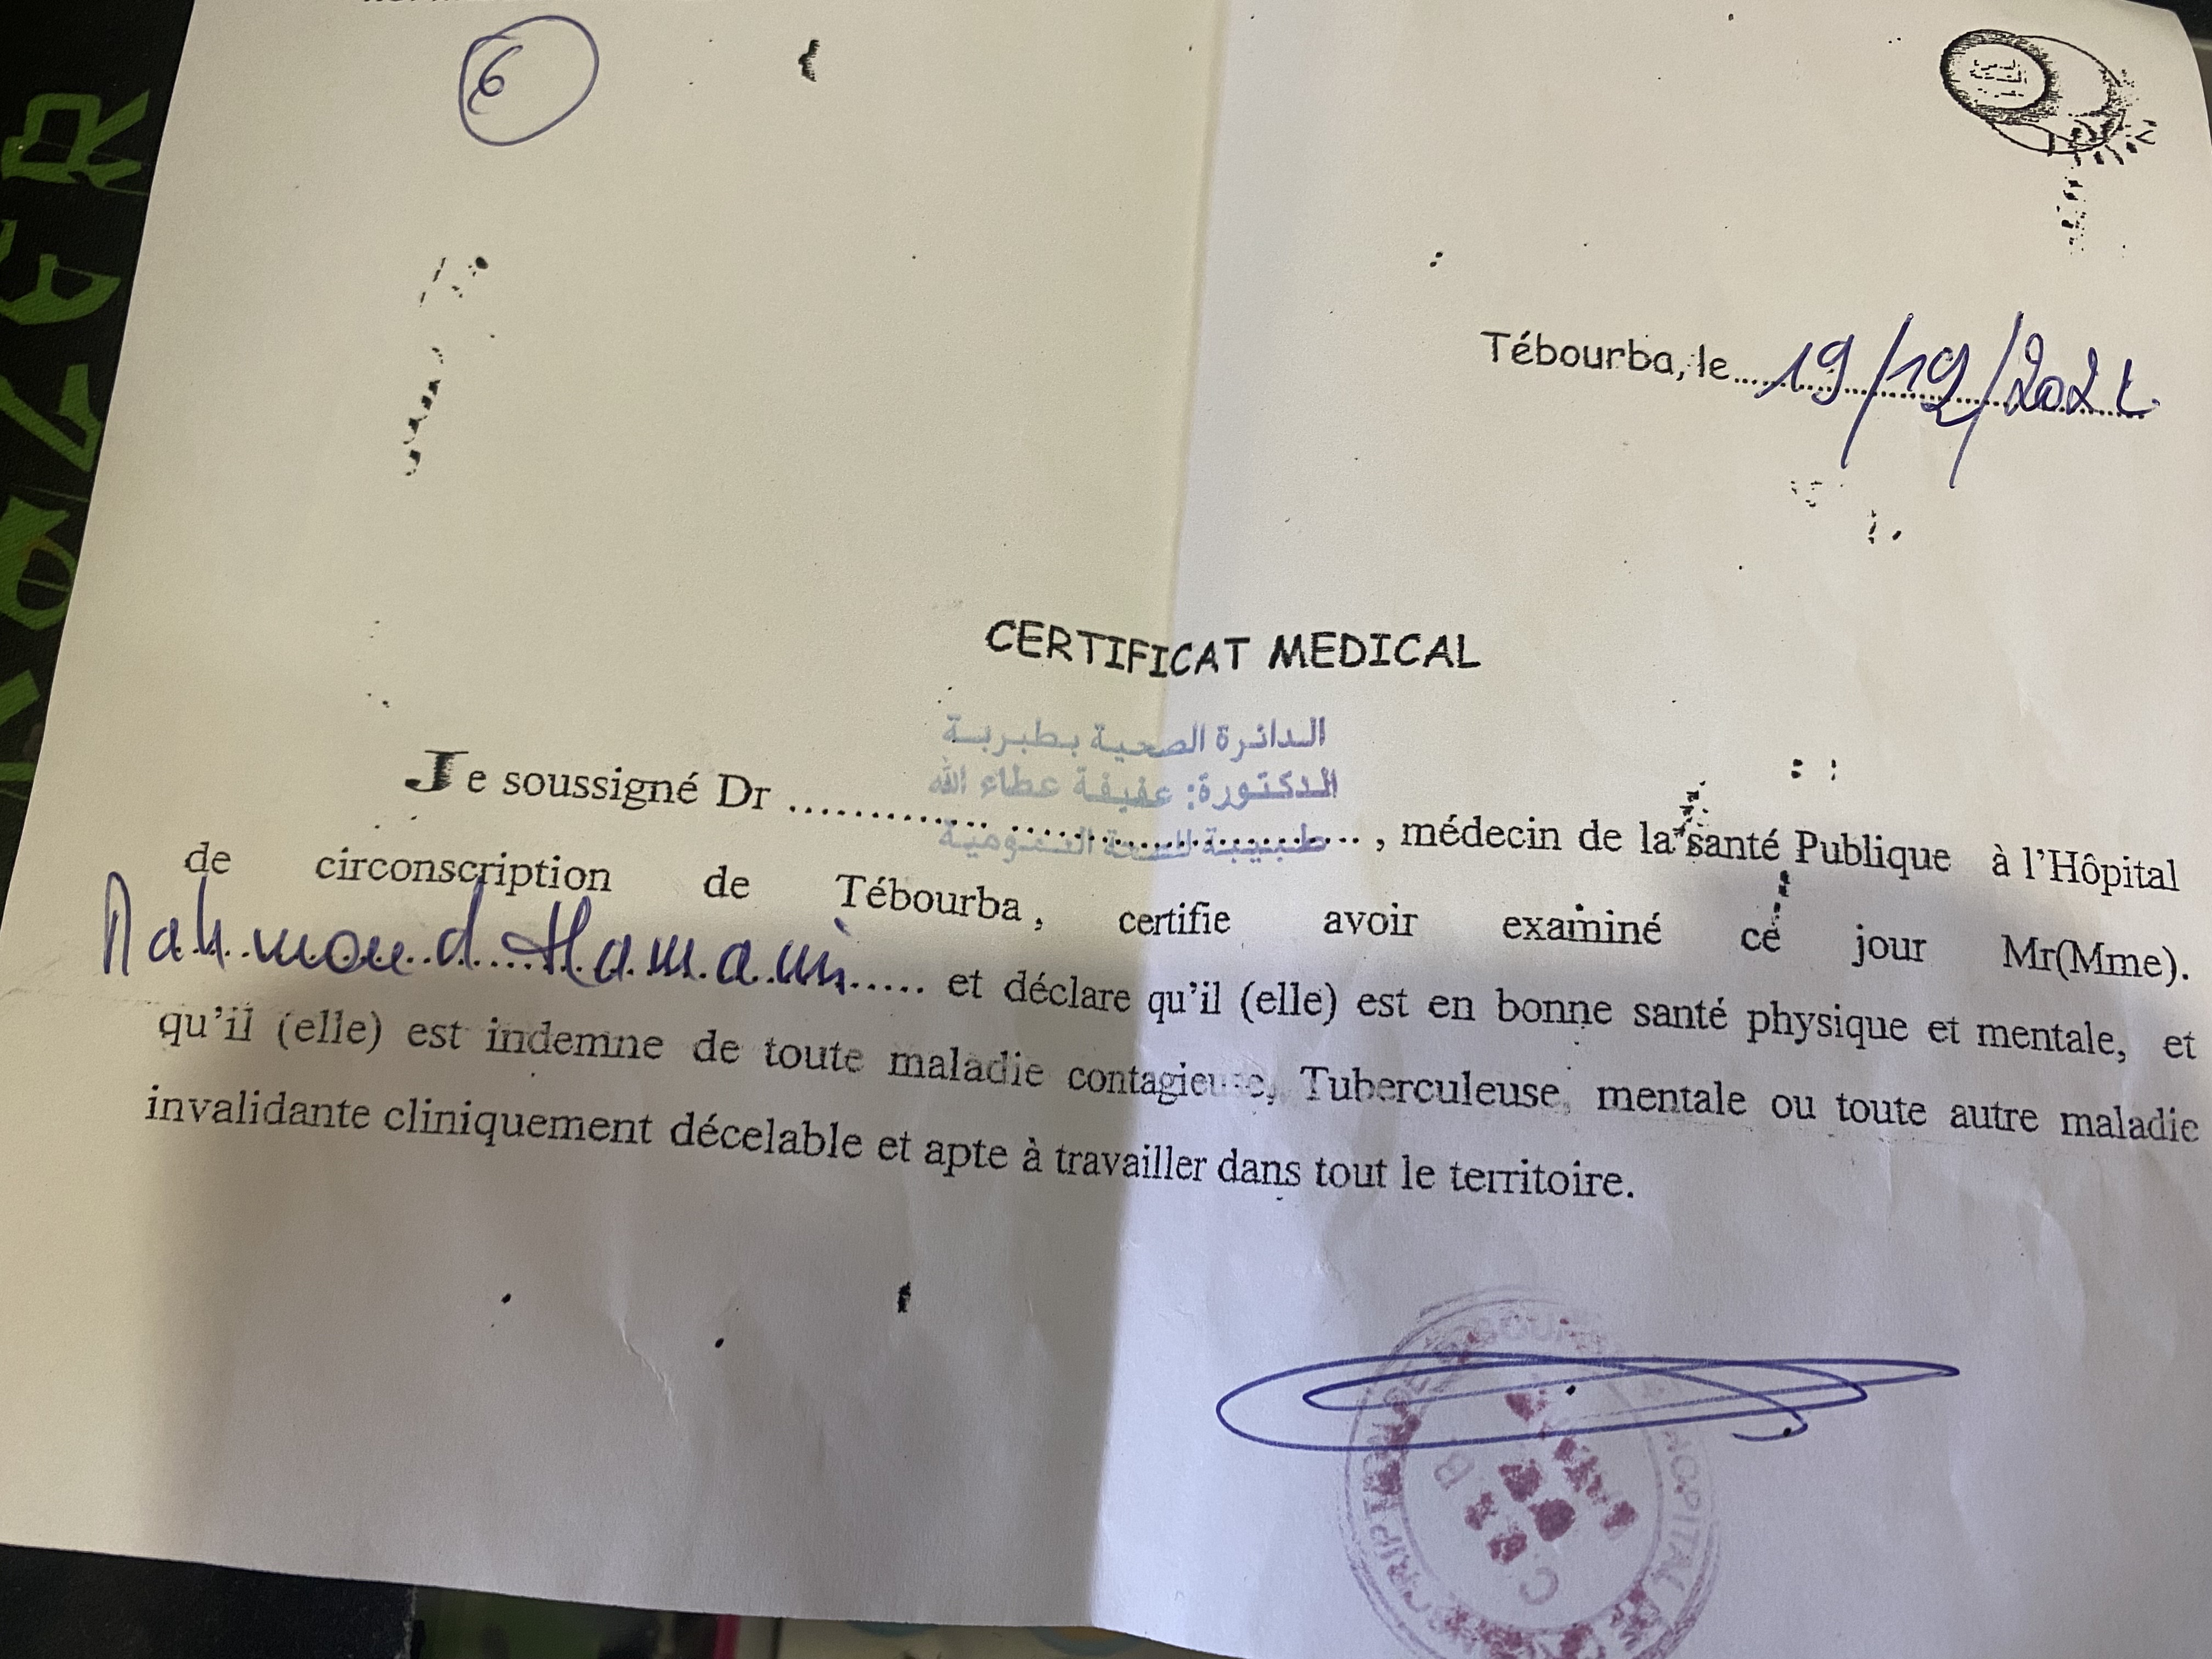 6
Tébourba, le 19/12/2021
CERTIFICAT MEDICAL
الدائرة الصحية بطبربة
الدكتورة: عفيفة عطاء الله
طبيبة للصحة العمومية
Je soussigné Dr .................................... , médecin de la santé Publique à l'Hôpital
de circonscription de Tébourba, certifie avoir examiné ce jour Mr(Mme).
Mahmoud Hamami ..... et déclare qu'il (elle) est en bonne santé physique et mentale, et
qu'il (elle) est indemne de toute maladie contagieuse, Tuberculeuse, mentale ou toute autre maladie
invalidante cliniquement décelable et apte à travailler dans tout le territoire.
HOPITAL